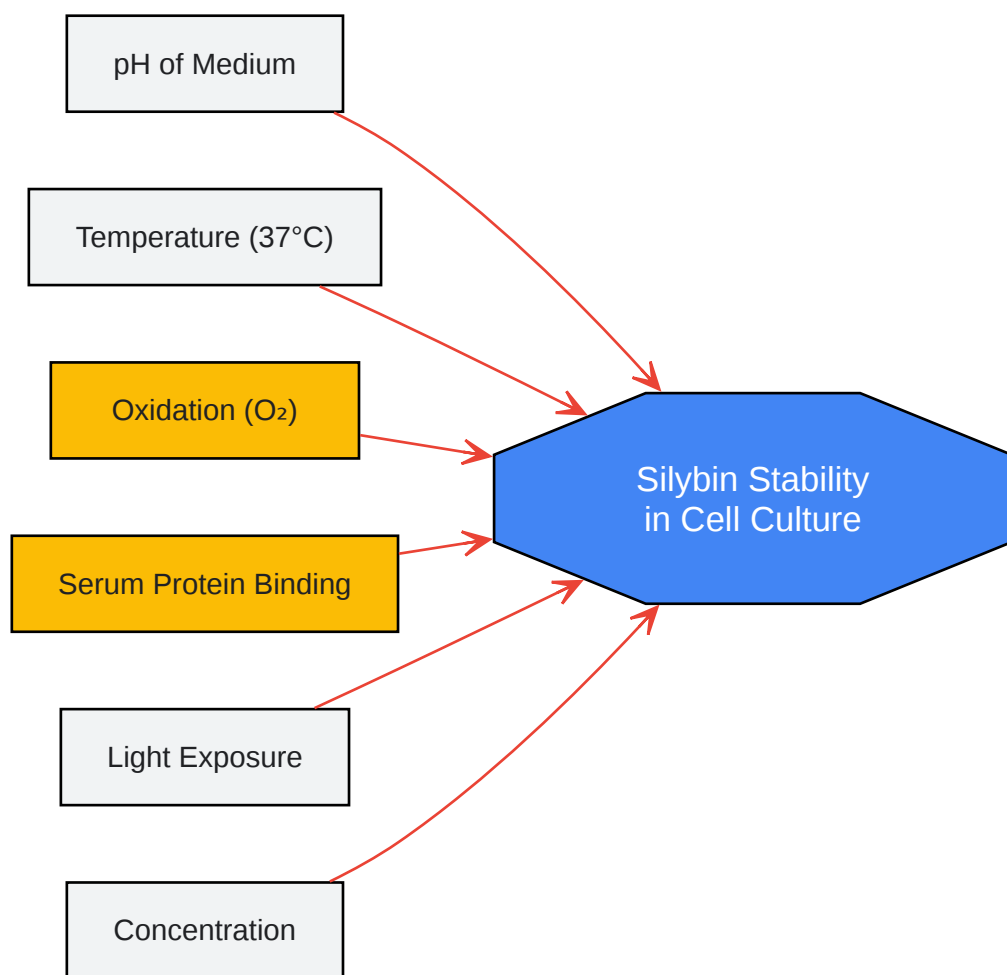 pH of Medium
Temperature (37°C)
Oxidation (O₂)
Silybin Stability
in Cell Culture
Serum Protein Binding
Light Exposure
Concentration